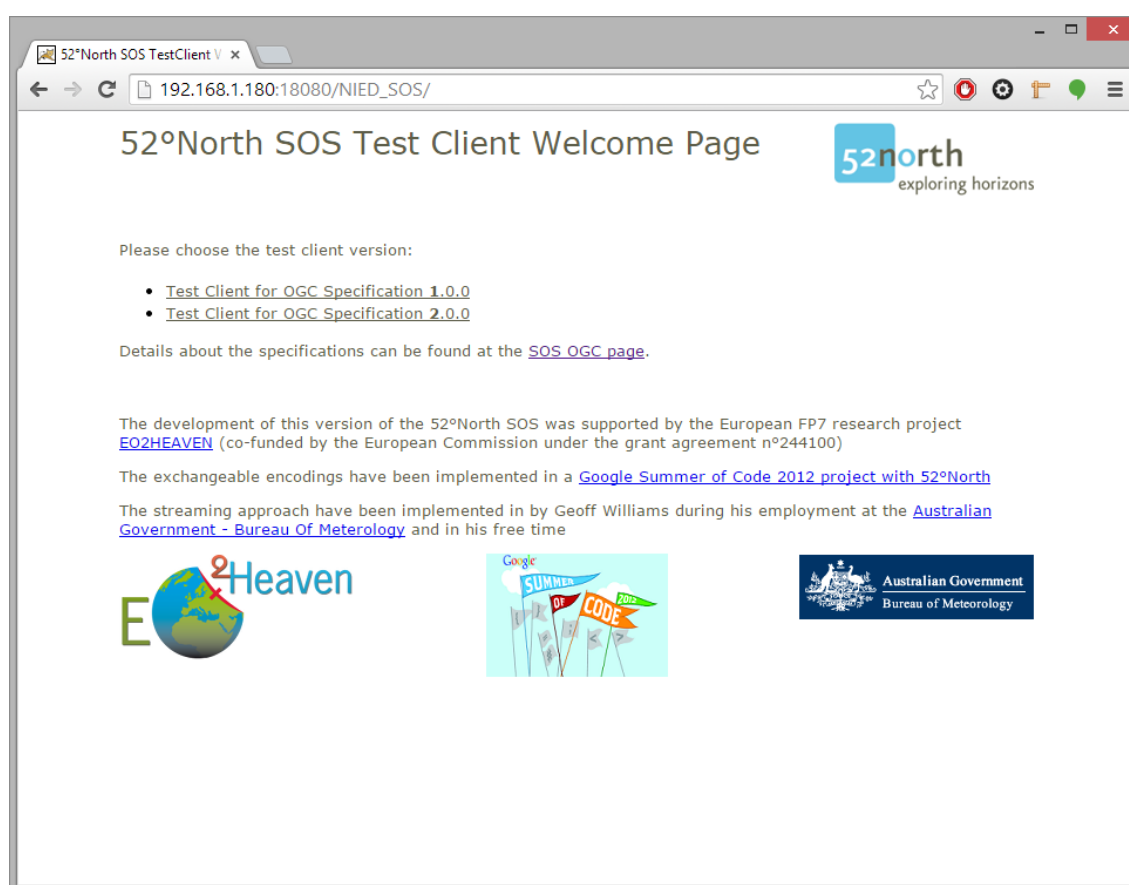 52°North SOS TestClient V
192.168.1.180:18080/NIED_SOS/
52°North SOS Test Client Welcome Page
52north
exploring horizons
Please choose the test client version:
Test Client for OGC Specification 1.0.0
Test Client for OGC Specification 2.0.0
Details about the specifications can be found at the SOS OGC page.
The development of this version of the 52°North SOS was supported by the European FP7 research project
EO2HEAVEN (co-funded by the European Commission under the grant agreement n°244100)
The exchangeable encodings have been implemented in a Google Summer of Code 2012 project with 52°North
The streaming approach have been implemented in by Geoff Williams during his employment at the Australian
Government - Bureau Of Meterology and in his free time
EO2Heaven
Google
SUMMER
OF
CODE
2012
Australian Government
Bureau of Meteorology